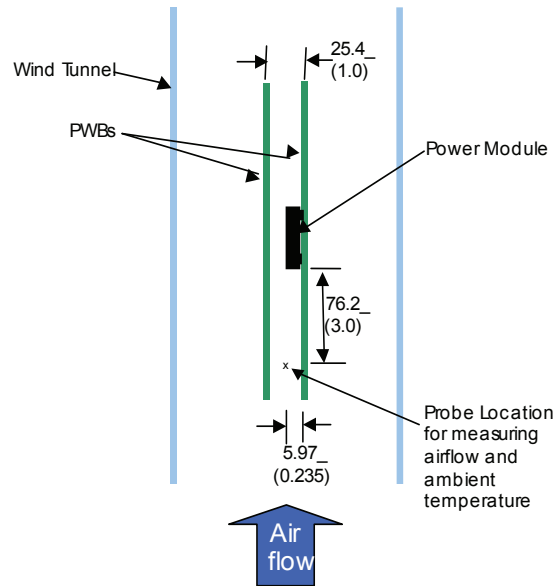 25.4_
(1.0)
Wind Tunnel
PWBs
Power Module
76.2_
(3.0)
x
Probe Location
for measuring
airflow and
ambient
temperature
5.97_
(0.235)
Air
flow